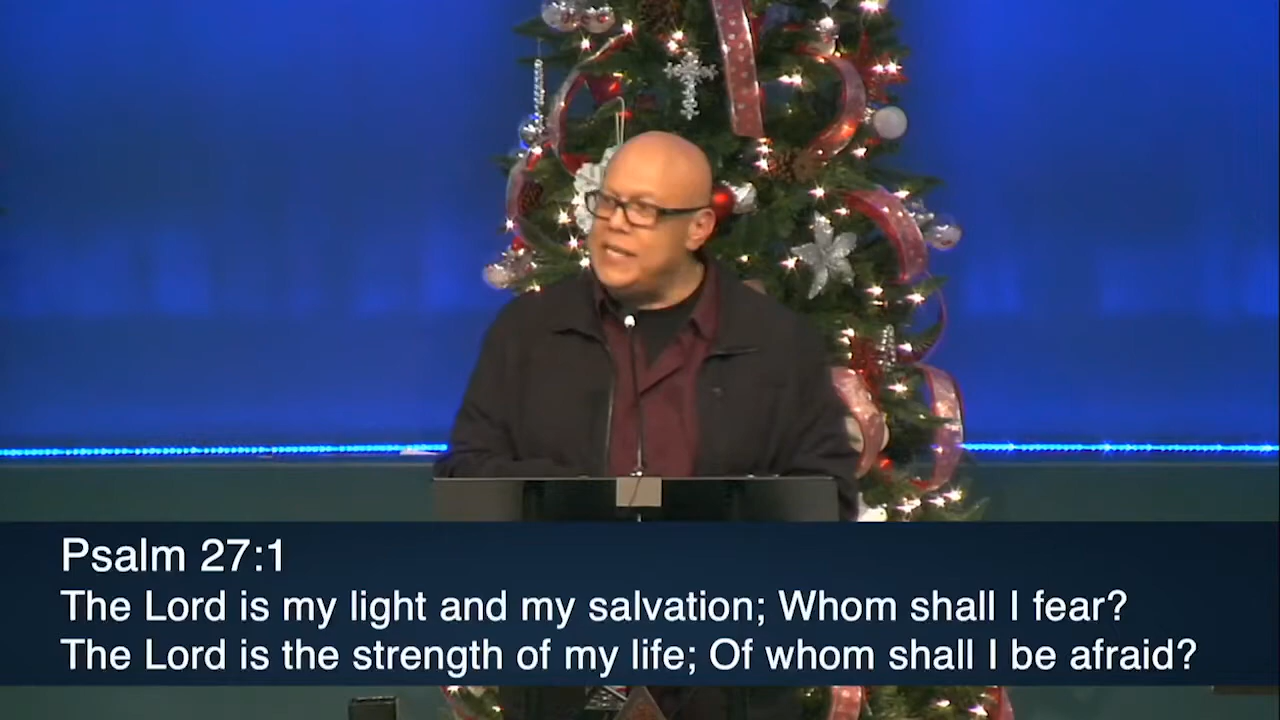 Psalm 27:1
The Lord is my light and my salvation; Whom shall I fear?
The Lord is the strength of my life; Of whom shall I be afraid?